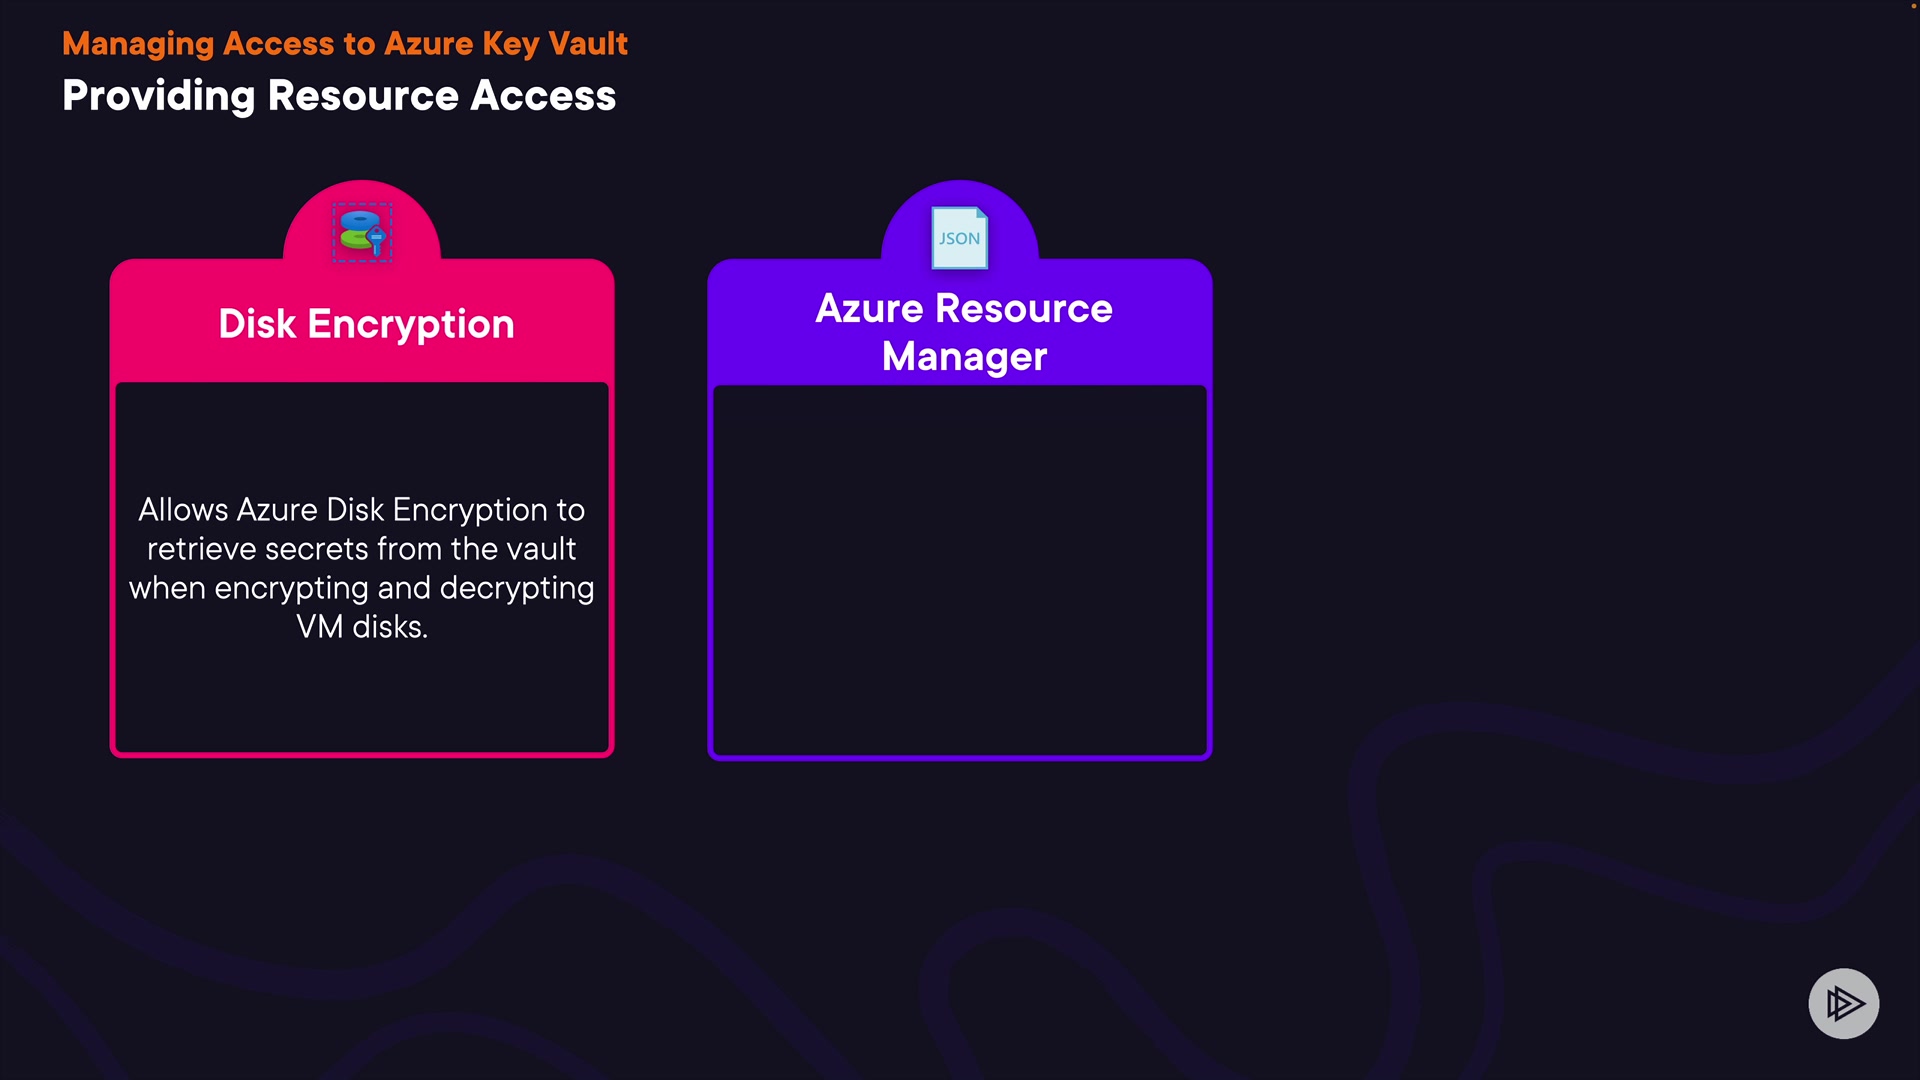 Managing Access to Azure Key Vault
Providing Resource Access
Disk Encryption
Allows Azure Disk Encryption to
retrieve secrets from the vault
when encrypting and decrypting
VM disks.
JSON
Azure Resource
Manager